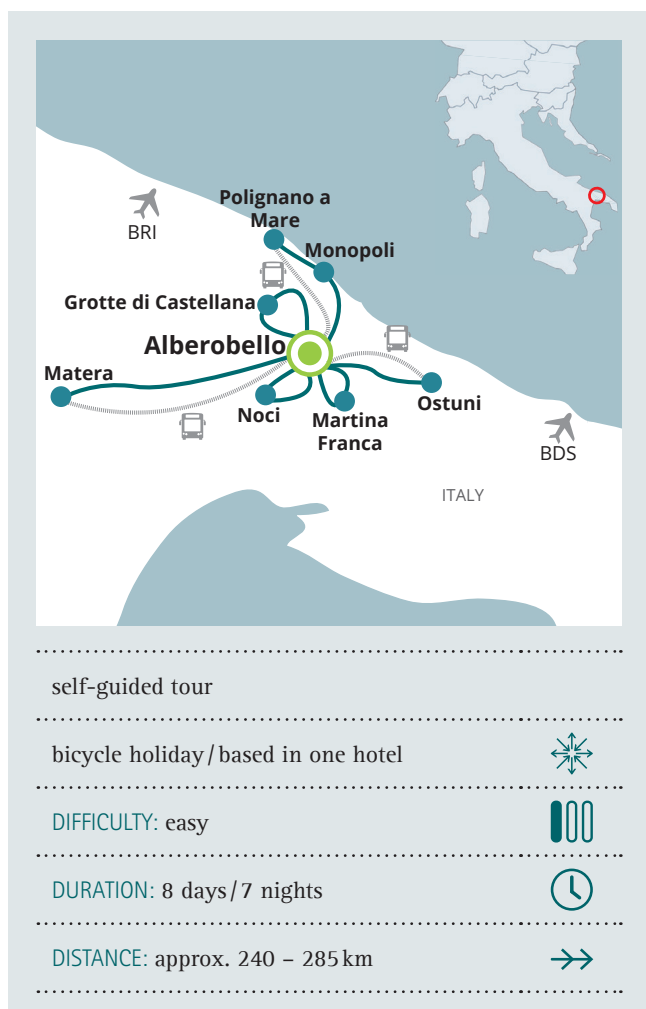 Polignano a
Mare
BRI
Monopoli
Grotte di Castellana
Alberobello
Matera
Noci
Martina
Franca
Ostuni
BDS
ITALY
self-guided tour
bicycle holiday / based in one hotel
DIFFICULTY: easy
DURATION: 8 days / 7 nights
DISTANCE: approx. 240 – 285 km